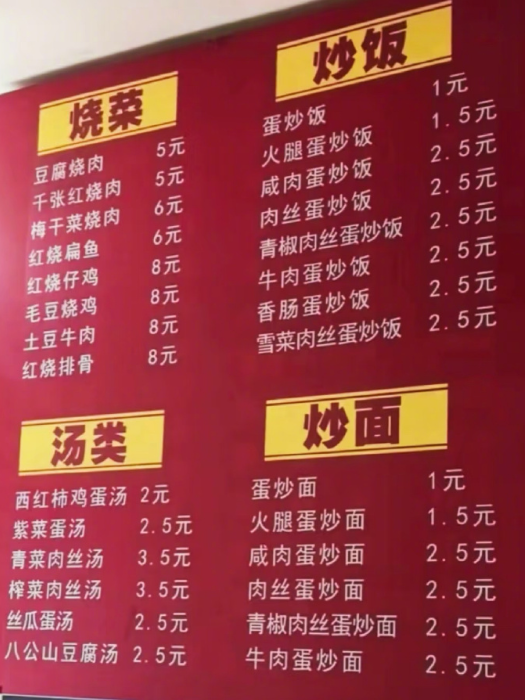 烧菜
豆腐烧肉 5元
千张红烧肉 5元
梅干菜烧肉 6元
红烧扁鱼 6元
红烧仔鸡 8元
毛豆烧鸡 8元
土豆牛肉 8元
红烧排骨 8元
炒饭
蛋炒饭 1元
火腿蛋炒饭 1.5元
咸肉蛋炒饭 2.5元
肉丝蛋炒饭 2.5元
青椒肉丝蛋炒饭 2.5元
牛肉蛋炒饭 2.5元
香肠蛋炒饭 2.5元
雪菜肉丝蛋炒饭 2.5元
汤类
西红柿鸡蛋汤 2元
紫菜蛋汤 2.5元
青菜肉丝汤 3.5元
榨菜肉丝汤 3.5元
丝瓜蛋汤 2.5元
八公山豆腐汤 2.5元
炒面
蛋炒面 1元
火腿蛋炒面 1.5元
咸肉蛋炒面 2.5元
肉丝蛋炒面 2.5元
青椒肉丝蛋炒面 2.5元
牛肉蛋炒面 2.5元